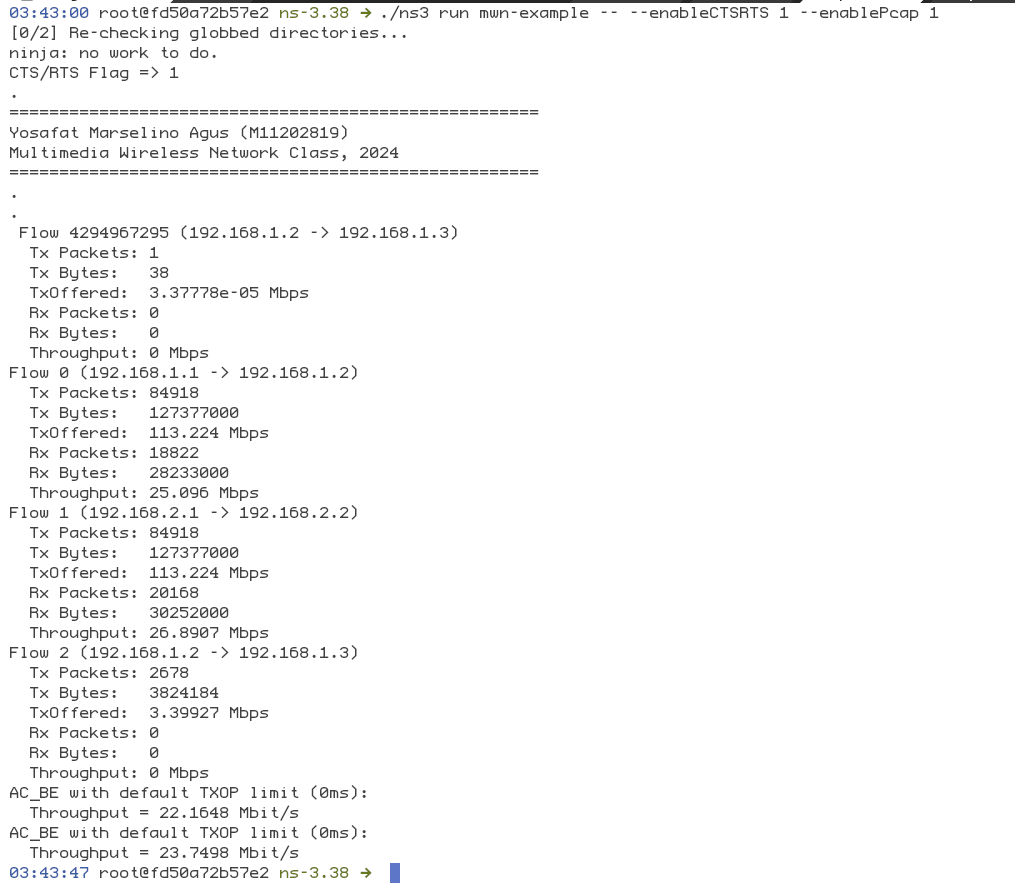 03:43:00 root@fd50a72b57e2 ns-3.38 → ./ns3 run mwn-example -- --enableCTSRTS 1 --enablePcap 1
[0/2] Re-checking globbed directories...
ninja: no work to do.
CTS/RTS Flag => 1
.
=====================================================
Yosafat Marselino Agus (M11202819)
Multimedia Wireless Network Class, 2024
=====================================================
.
.
 Flow 4294967295 (192.168.1.2 -> 192.168.1.3)
  Tx Packets: 1
  Tx Bytes:   38
  TxOffered:  3.37778e-05 Mbps
  Rx Packets: 0
  Rx Bytes:   0
  Throughput: 0 Mbps
Flow 0 (192.168.1.1 -> 192.168.1.2)
  Tx Packets: 84918
  Tx Bytes:   127377000
  TxOffered:  113.224 Mbps
  Rx Packets: 18822
  Rx Bytes:   28233000
  Throughput: 25.096 Mbps
Flow 1 (192.168.2.1 -> 192.168.2.2)
  Tx Packets: 84918
  Tx Bytes:   127377000
  TxOffered:  113.224 Mbps
  Rx Packets: 20168
  Rx Bytes:   30252000
  Throughput: 26.8907 Mbps
Flow 2 (192.168.1.2 -> 192.168.1.3)
  Tx Packets: 2678
  Tx Bytes:   3824184
  TxOffered:  3.39927 Mbps
  Rx Packets: 0
  Rx Bytes:   0
  Throughput: 0 Mbps
AC_BE with default TXOP limit (0ms):
  Throughput = 22.1648 Mbit/s
AC_BE with default TXOP limit (0ms):
  Throughput = 23.7498 Mbit/s
03:43:47 root@fd50a72b57e2 ns-3.38 →